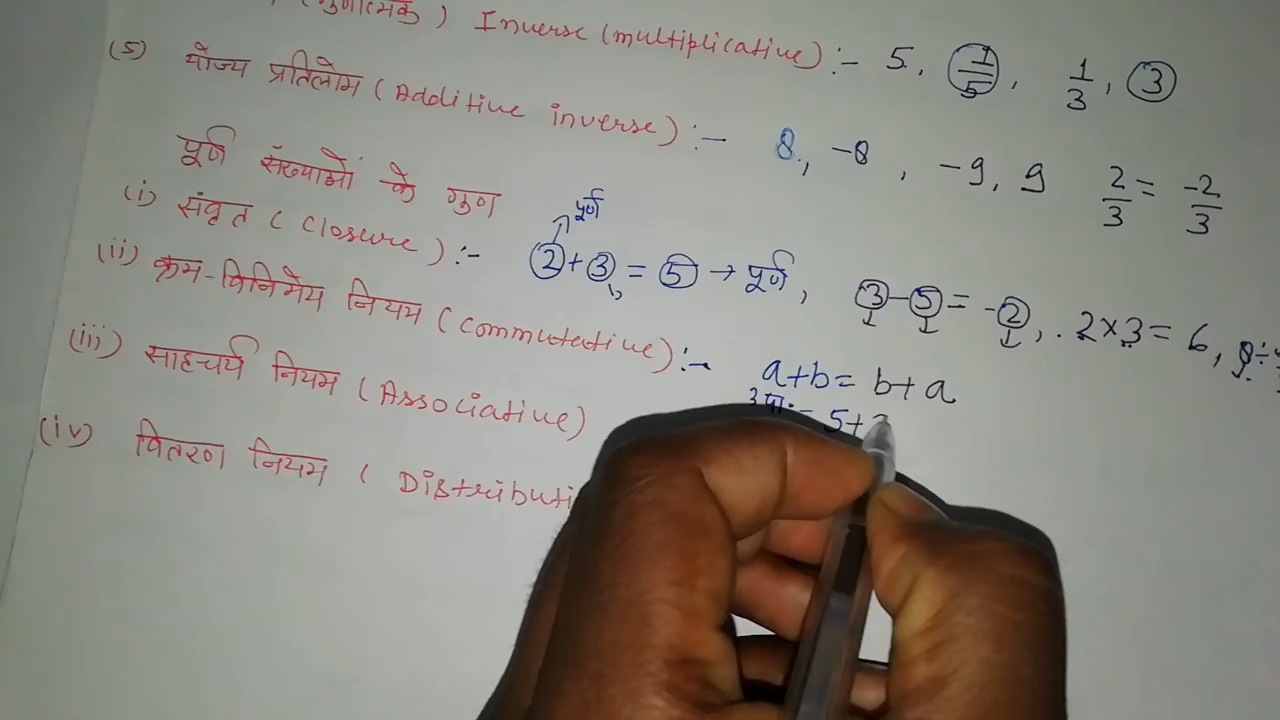 (गुणात्मक) Inverse (multiplicative) :- 5, 1/5, 1/3, 3
(5) योज्य प्रतिलोम (Additive inverse) :- 8, -8, -9, 9 2/3 = -2/3
पूर्ण संख्याओं के गुण
(i) संवृत (Closure) :- 2+3 = 5 → पूर्ण, 3-5 = -2, 2×3 = 6,
पूर्ण
(ii) क्रम-विनिमेय नियम (Commutative) :- a+b = b+a
(iii) साहचर्य नियम (Associative)
5+
(iv) वितरण नियम ( Distributi